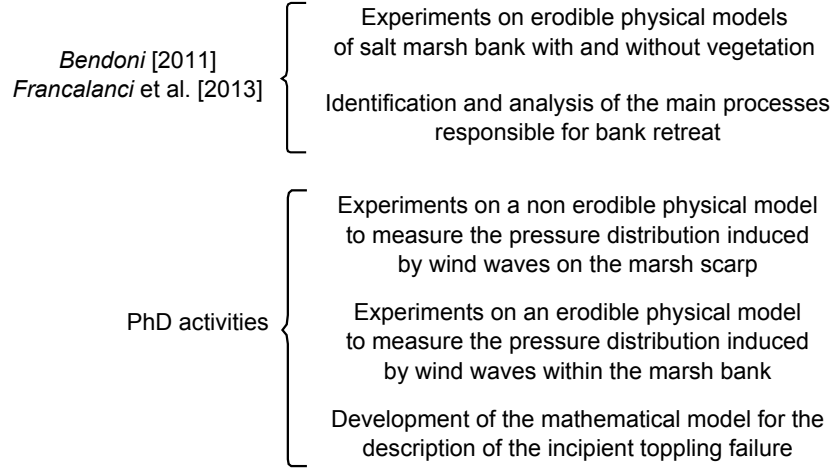 Bendoni [2011]
Francalanci et al. [2013]
Experiments on erodible physical models
of salt marsh bank with and without vegetation
Identification and analysis of the main processes
responsible for bank retreat
PhD activities
Experiments on a non erodible physical model
to measure the pressure distribution induced
by wind waves on the marsh scarp
Experiments on an erodible physical model
to measure the pressure distribution induced
by wind waves within the marsh bank
Development of the mathematical model for the
description of the incipient toppling failure